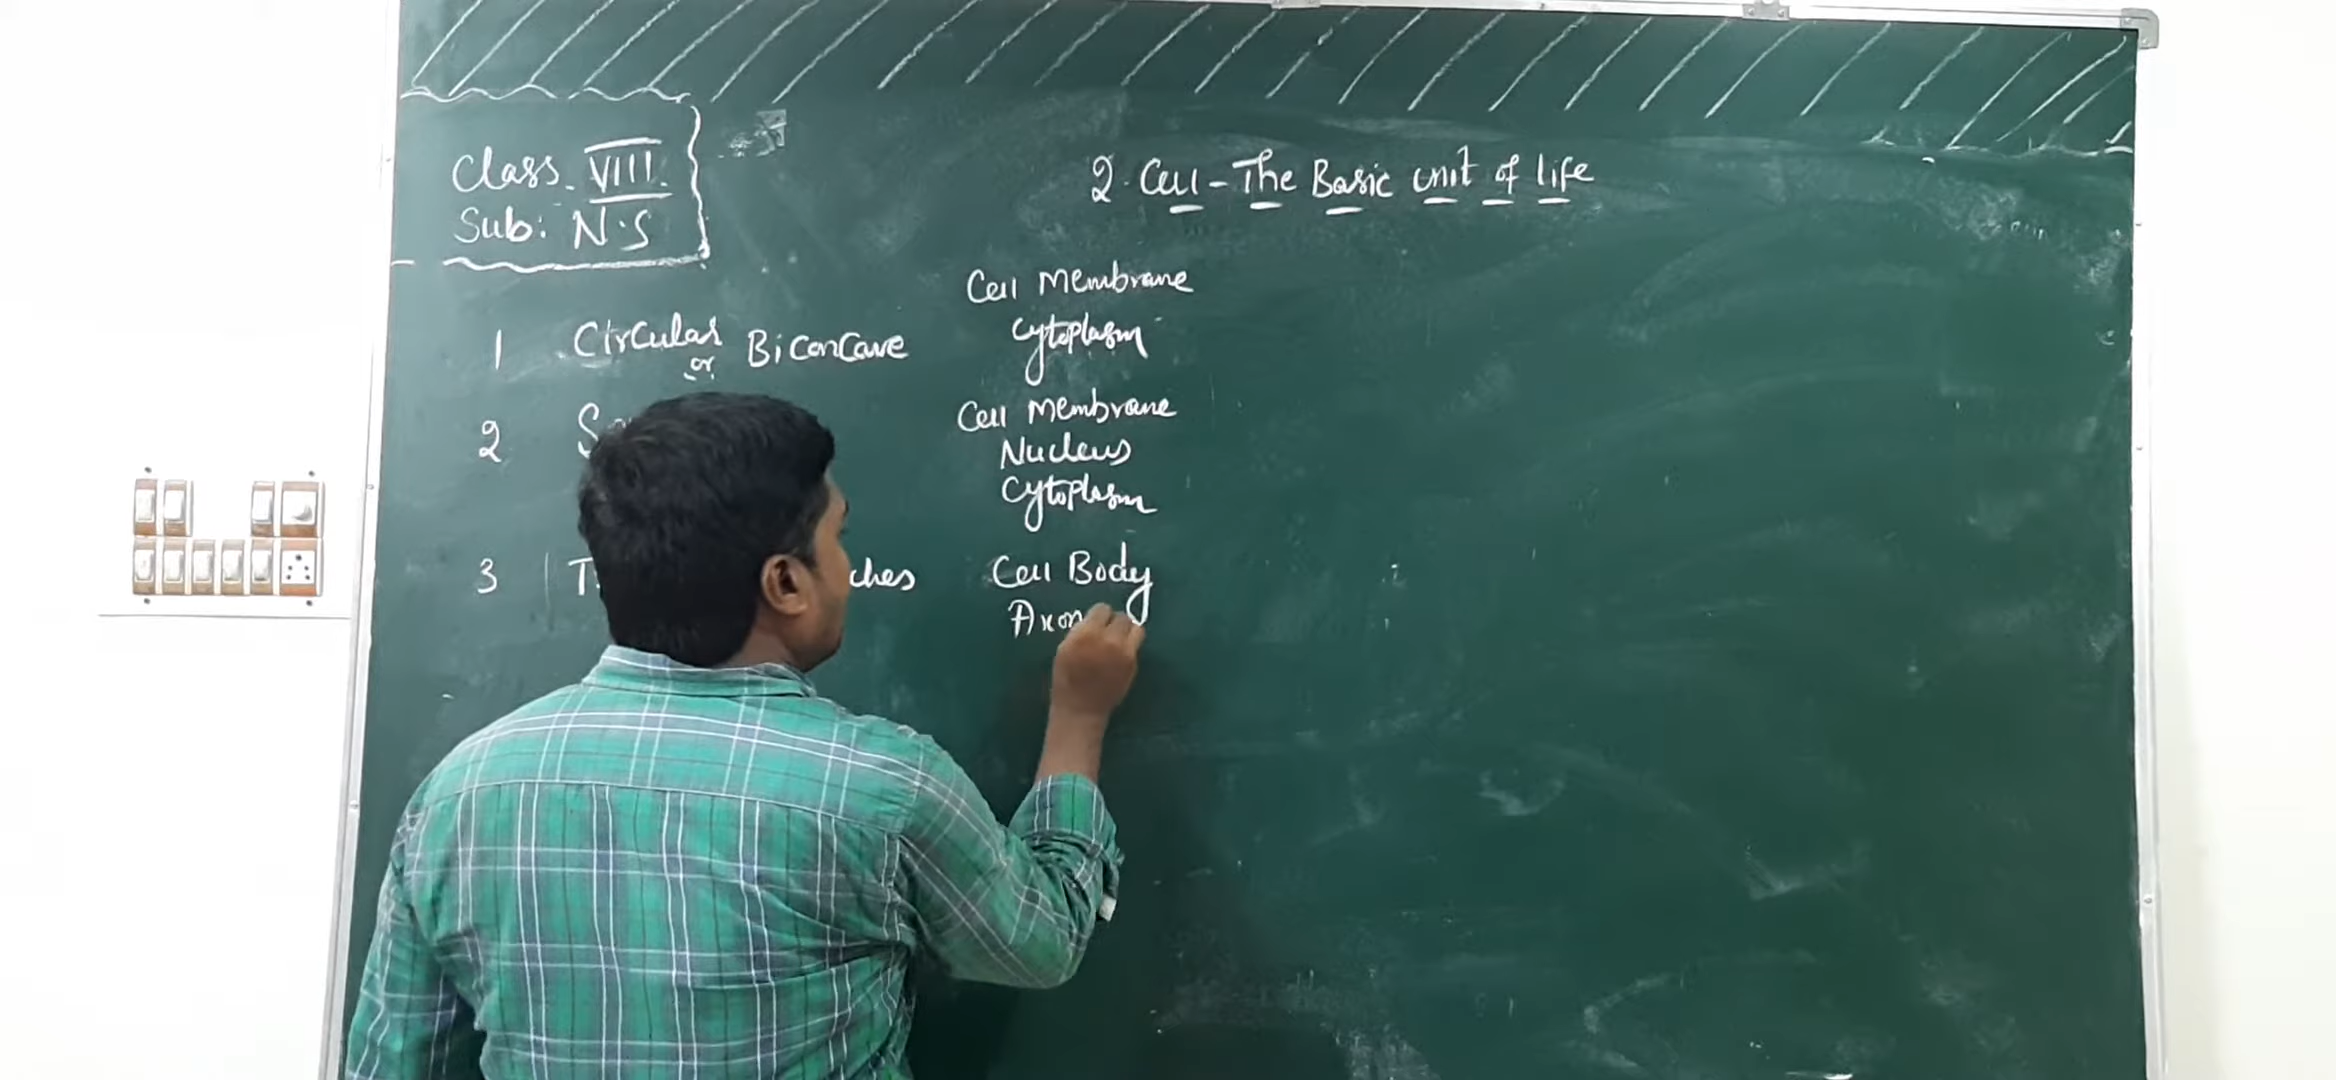 Class. VIII.
Sub: N.S
2. Cell - The Basic unit of life
Cell Membrane
1 Circular or Biconcave
Cytoplasm
2
Cell Membrane
Nucleus
Cytoplasm
3
Cell Body
Axon